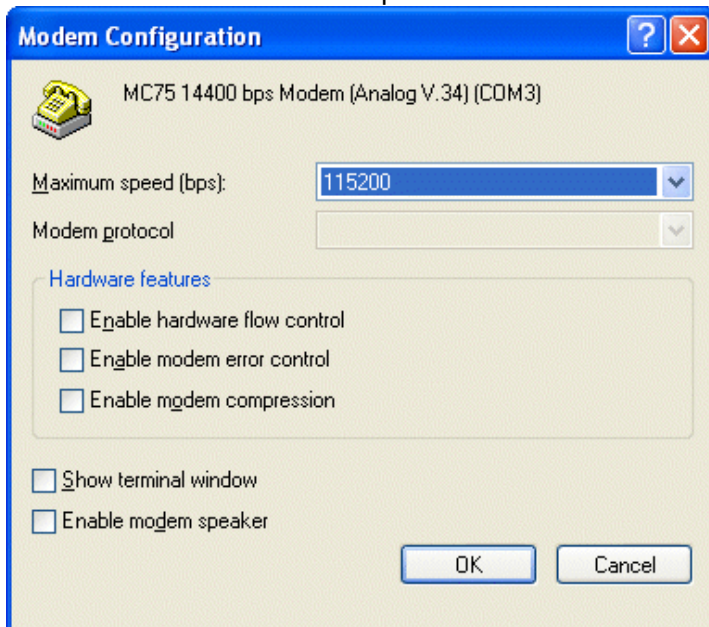 Modem Configuration
MC75 14400 bps Modem (Analog V.34) (COM3)
Maximum speed (bps): 115200
Modem protocol
Hardware features
Enable hardware flow control
Enable modem error control
Enable modem compression
Show terminal window
Enable modem speaker
OK Cancel